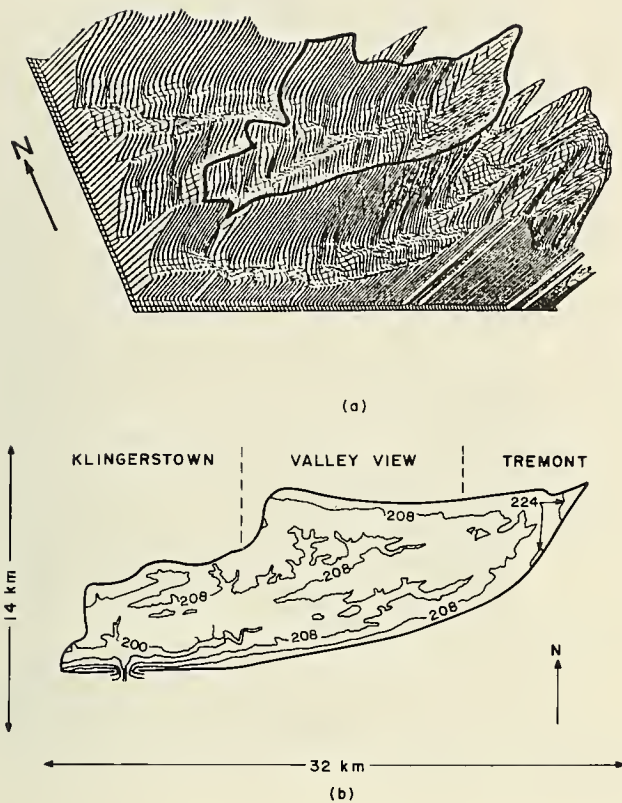 N
(a)
KLINGERSTOWN VALLEY VIEW TREMONT
224
208
208
208
208
208
200
14 km
N
32 km
(b)